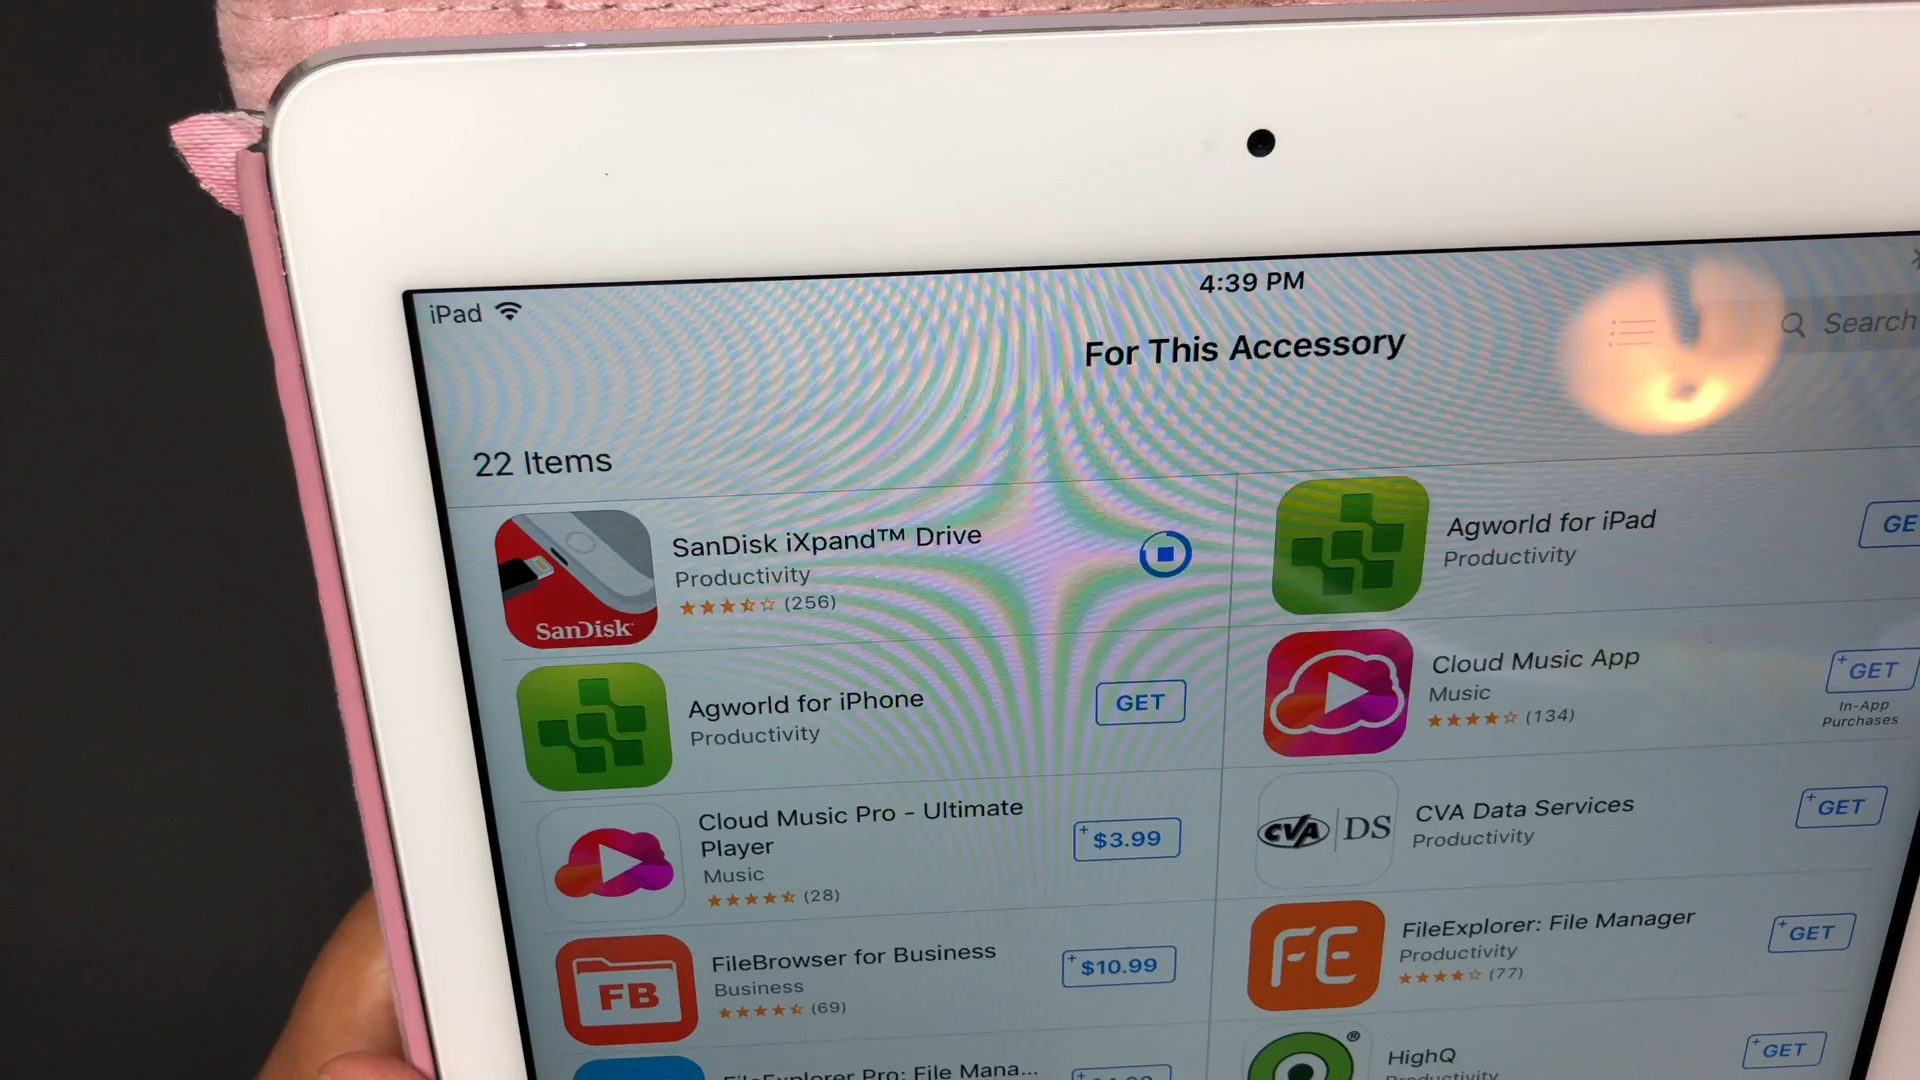 iPad
4:39 PM
For This Accessory
Search
22 Items
SanDisk
SanDisk iXpand™ Drive
Productivity
(256)
Agworld for iPad
Productivity
Agworld for iPhone
Productivity
GET
Cloud Music App
Music
(134)
+GET
In-App
Purchases
Cloud Music Pro - Ultimate
Player
Music
(28)
+$3.99
CVA | DS
CVA Data Services
Productivity
+GET
FB
FileBrowser for Business
Business
(69)
+$10.99
FE
FileExplorer: File Manager
Productivity
(77)
+GET
FileExplorer Pro: File Mana...
®
HighQ
Productivity
+GET